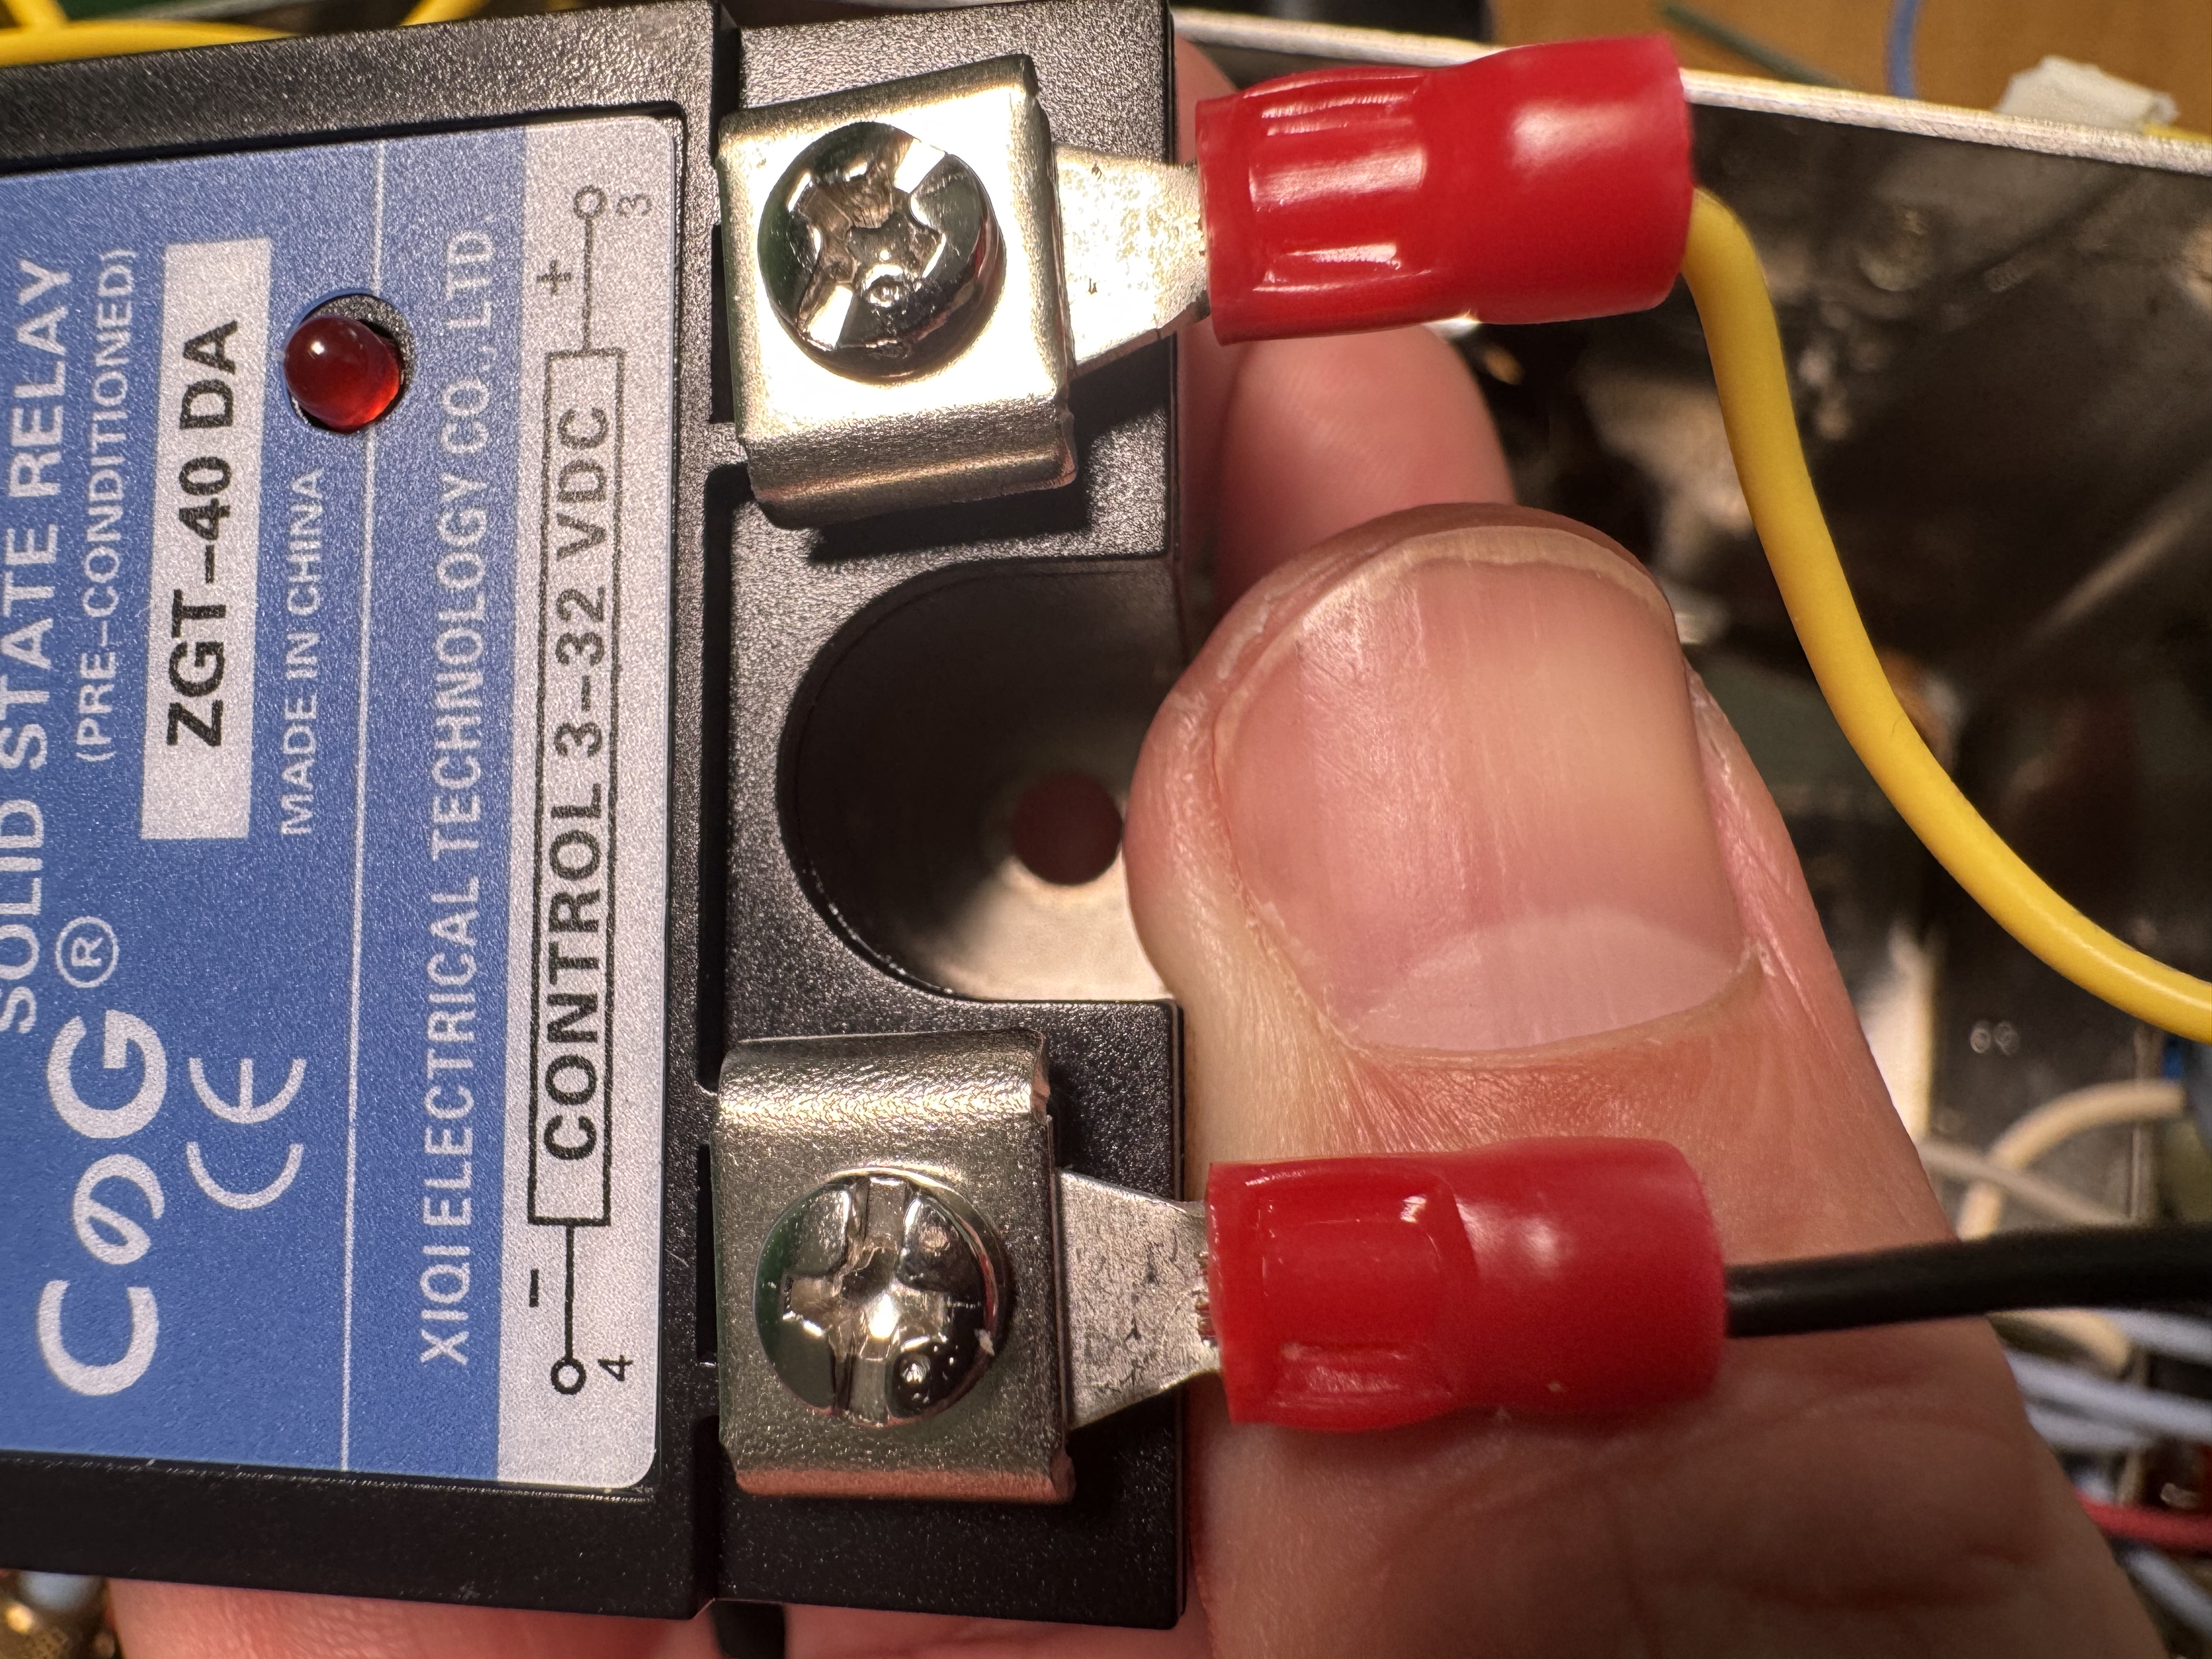 SOLID STATE RELAY
CのG®
(PRE-CONDITIONED)
CE
ZGT-40 DA
MADE IN CHINA
XIQI ELECTRICAL TECHNOLOGY CO., LTD.
- CONTROL 3-32 VDC +
4 3